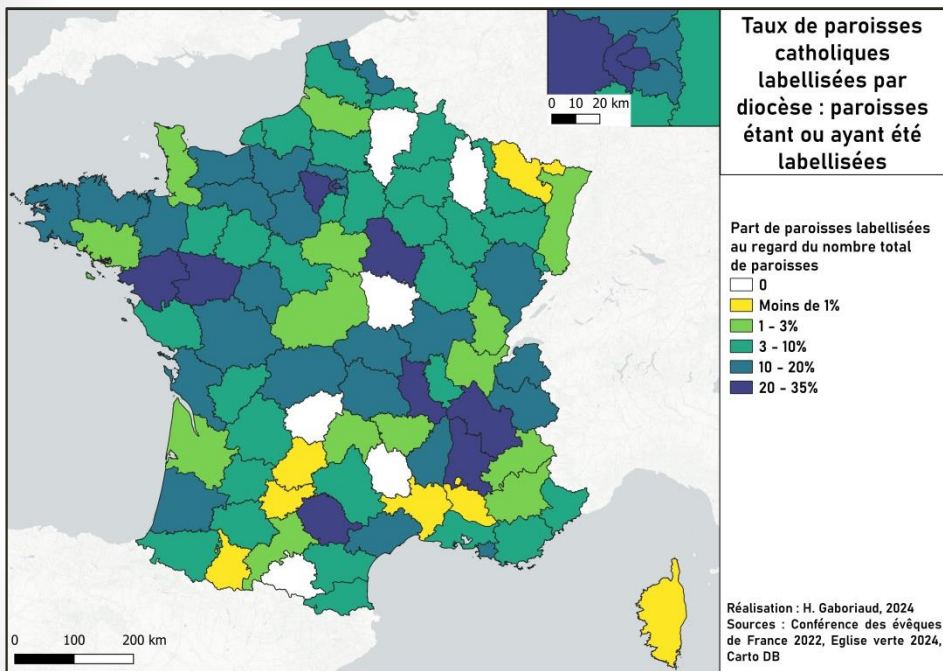 Taux de paroisses
catholiques
labellisées par
diocèse : paroisses
étant ou ayant été
labellisées
0 10 20 km
Part de paroisses labellisées
au regard du nombre total
de paroisses
0
Moins de 1%
1 - 3%
3 - 10%
10 - 20%
20 - 35%
Réalisation : H. Gaboriaud, 2024
Sources : Conférence des évêques
de France 2022, Eglise verte 2024,
Carto DB
0 100 200 km